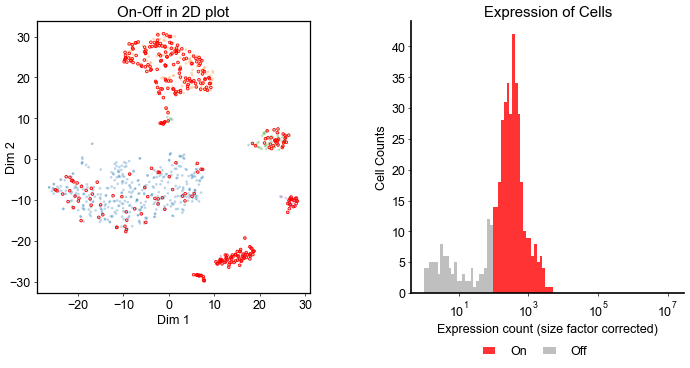 On-Off in 2D plot
Dim 2
30
20
10
0
−10
−20
−30
−20 −10 0 10 20 30
Dim 1
Expression of Cells
Cell Counts
40
35
30
25
20
15
10
5
0
10^1 10^3 10^5 10^7
Expression count (size factor corrected)
On Off